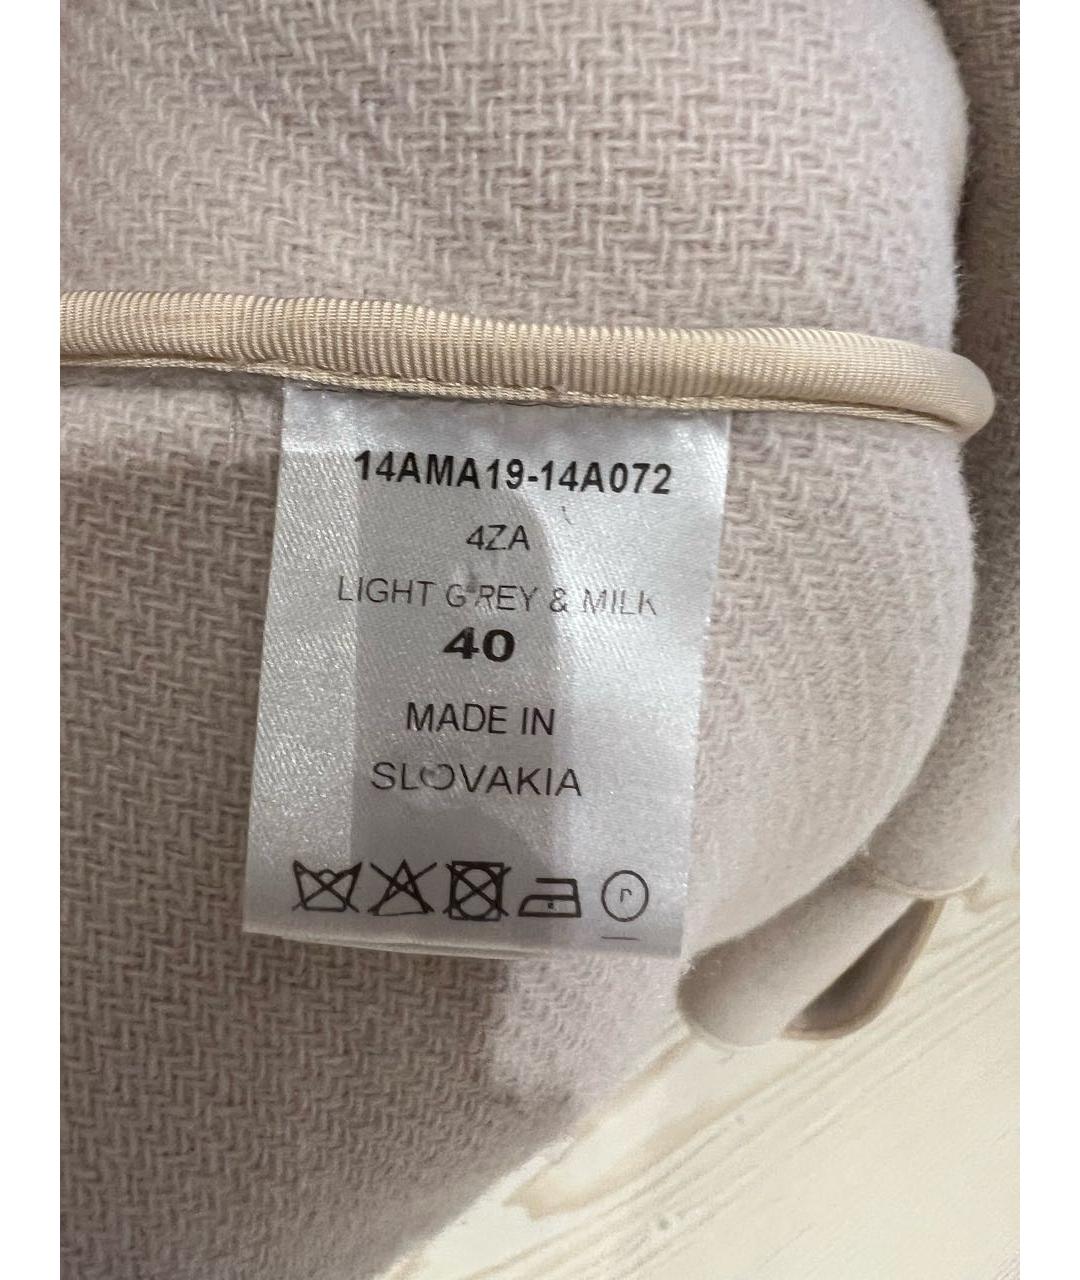 14AMA19-14A072
4ZA
LIGHT GREY & MILK
40
MADE IN
SLOVAKIA
r